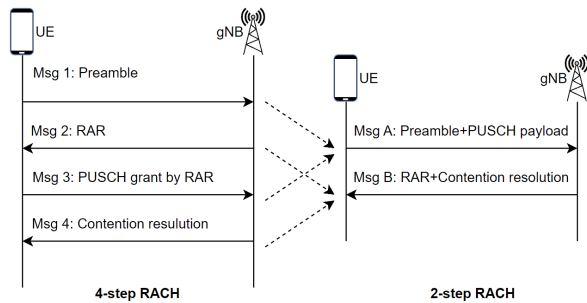 UE
gNB
Msg 1: Preamble
Msg 2: RAR
Msg 3: PUSCH grant by RAR
Msg 4: Contention resulution
4-step RACH
UE
gNB
Msg A: Preamble+PUSCH payload
Msg B: RAR+Contention resolution
2-step RACH